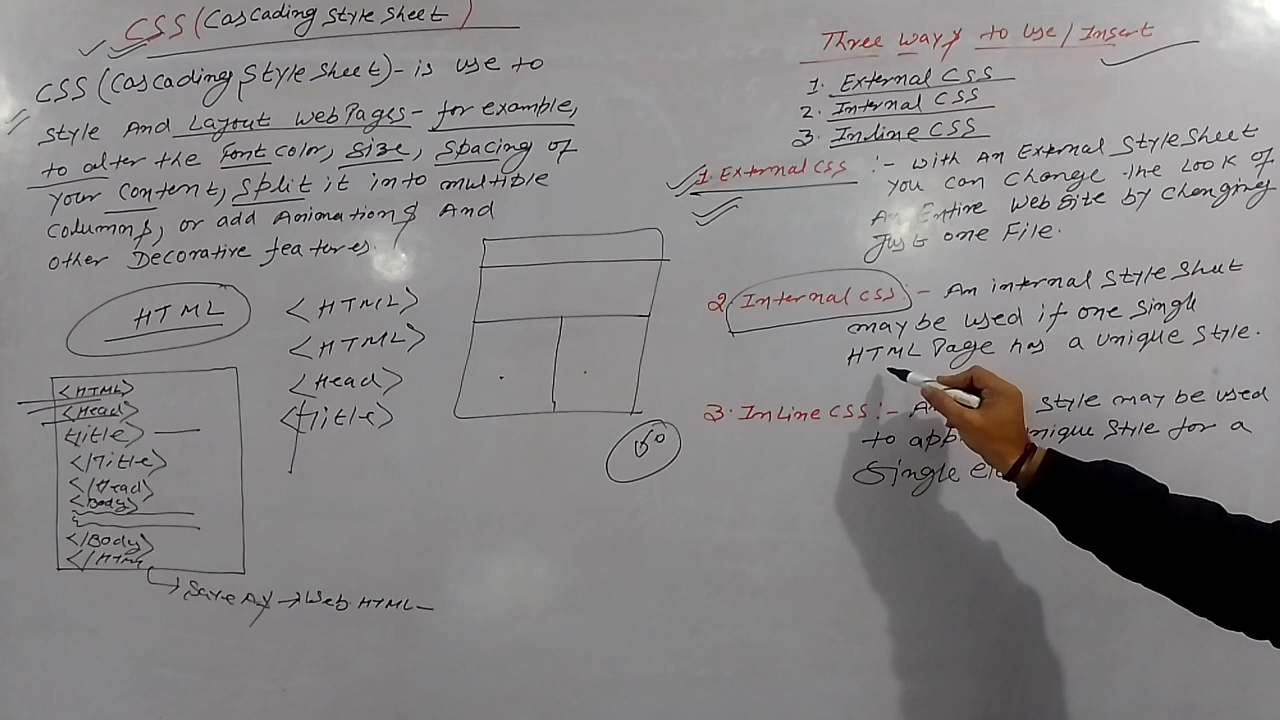 CSS (Cascading Style Sheet)
CSS (Cascading Style Sheet) - is use to
style And Layout webPages - for example,
to alter the font color, size, spacing of
your content, split it into multiple
columns, or add Animations And
other Decorative features.
HTML
<HTML>
<Head>
title>
</Title>
</Head>
<Body>
</Body>
</HTML
Save As → Web HTML
<HTML>
<HTML>
<Head>
<Title>
Three ways to use / Insert
1. External CSS
2. Internal CSS
3. Inline CSS
1. External CSS :- with An External StyleSheet
you can change the Look of
An Entire website by changing
Just one File.
2. Internal CSS :- An internal style sheet
may be used if one single
HTML Page has a unique style.
3. InLine CSS :- style may be used
to unique style for a
Single